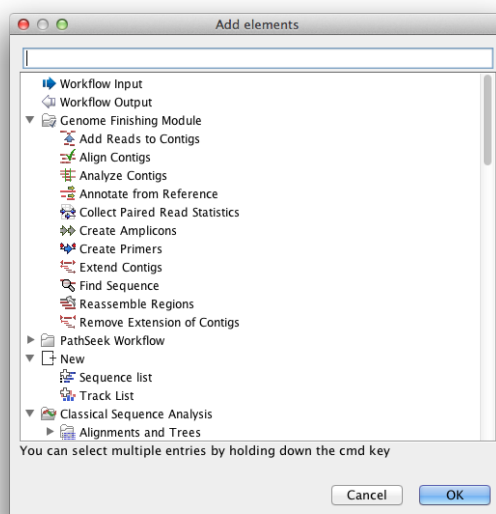 Add elements
Workflow Input
Workflow Output
Genome Finishing Module
Add Reads to Contigs
Align Contigs
Analyze Contigs
Annotate from Reference
Collect Paired Read Statistics
Create Amplicons
Create Primers
Extend Contigs
Find Sequence
Reassemble Regions
Remove Extension of Contigs
PathSeek Workflow
New
Sequence list
Track List
Classical Sequence Analysis
Alignments and Trees
You can select multiple entries by holding down the cmd key
Cancel OK